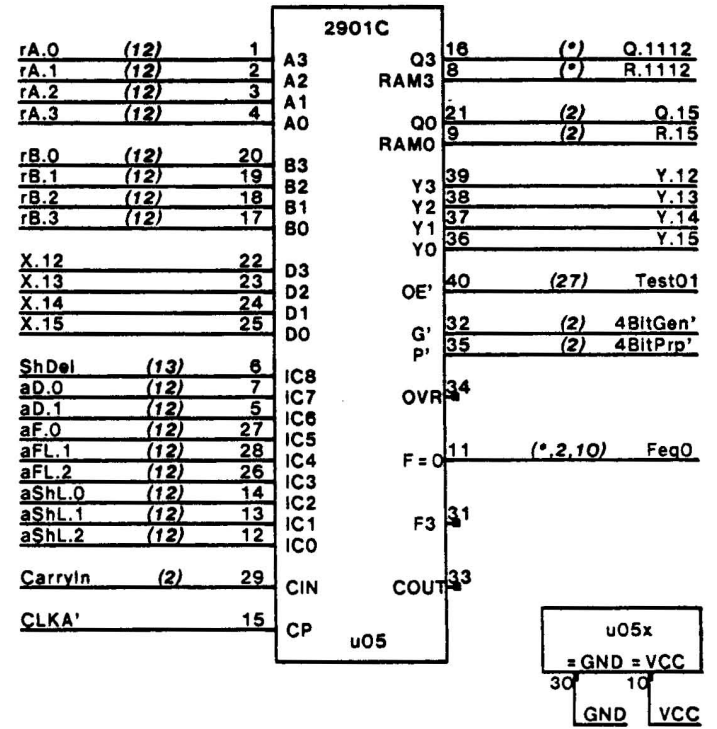 2901C
rA.0 (12) 1 A3 Q3 16 (*) Q.1112
rA.1 (12) 2 A2 RAM3 8 (*) R.1112
rA.2 (12) 3 A1
rA.3 (12) 4 A0 Q0 21 (2) Q.15
RAM0 9 (2) R.15
rB.0 (12) 20 B3 Y3 39 Y.12
rB.1 (12) 19 B2 Y2 38 Y.13
rB.2 (12) 18 B1 Y1 37 Y.14
rB.3 (12) 17 B0 Y0 36 Y.15
X.12 22 D3
X.13 23 D2 OE' 40 (27) Test01
X.14 24 D1 G' 32 (2) 4BitGen'
X.15 25 D0 P' 35 (2) 4BitPrp'
ShDel (13) 6 IC8
aD.0 (12) 7 IC7 OVR 34
aD.1 (12) 5 IC6
aF.0 (12) 27 IC5
aFL.1 (12) 28 IC4 F=0 11 (*,2,10) Feq0
aFL.2 (12) 26 IC3
aShL.0 (12) 14 IC2
aShL.1 (12) 13 IC1 F3 31
aShL.2 (12) 12 IC0
CarryIn (2) 29 CIN COUT 33
CLKA' 15 CP
u05
u05x
=GND =VCC
30 10
GND VCC